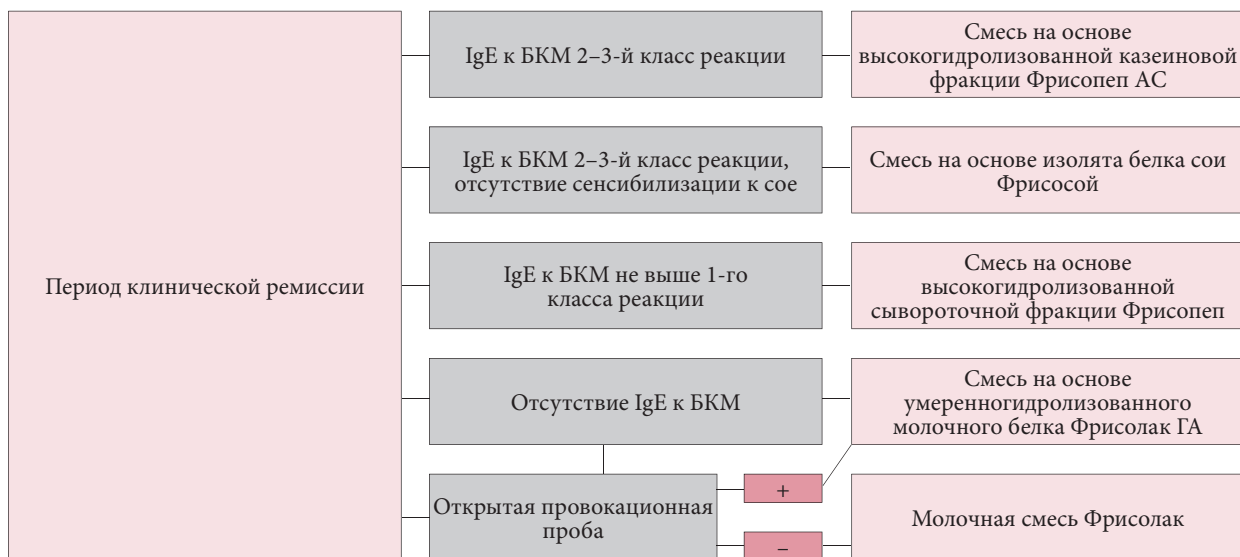 Период клинической ремиссии
IgE к БКМ 2–3-й класс реакции
Смесь на основе
высокогидролизованной казеиновой
фракции Фрисопеп АС
IgE к БКМ 2–3-й класс реакции,
отсутствие сенсибилизации к сое
Смесь на основе изолята белка сои
Фрисосой
IgE к БКМ не выше 1-го
класса реакции
Смесь на основе
высокогидролизованной
сывороточной фракции Фрисопеп
Отсутствие IgE к БКМ
Смесь на основе
умеренногидролизованного
молочного белка Фрисолак ГА
Открытая провокационная
проба
+
–
Молочная смесь Фрисолак